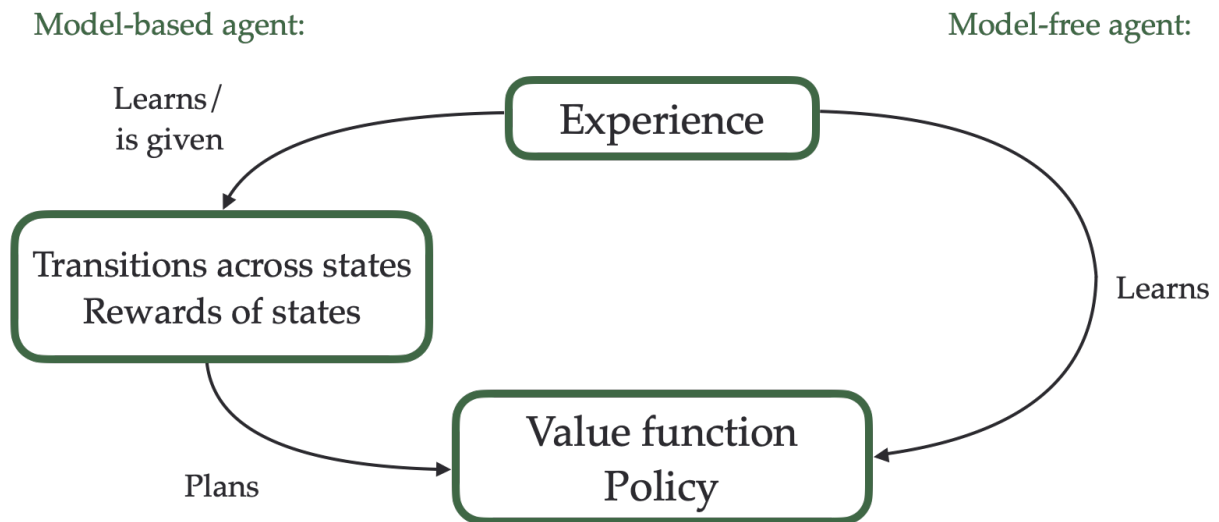 Model-based agent:
Model-free agent:
Learns/
is given
Experience
Transitions across states
Rewards of states
Learns
Value function
Policy
Plans